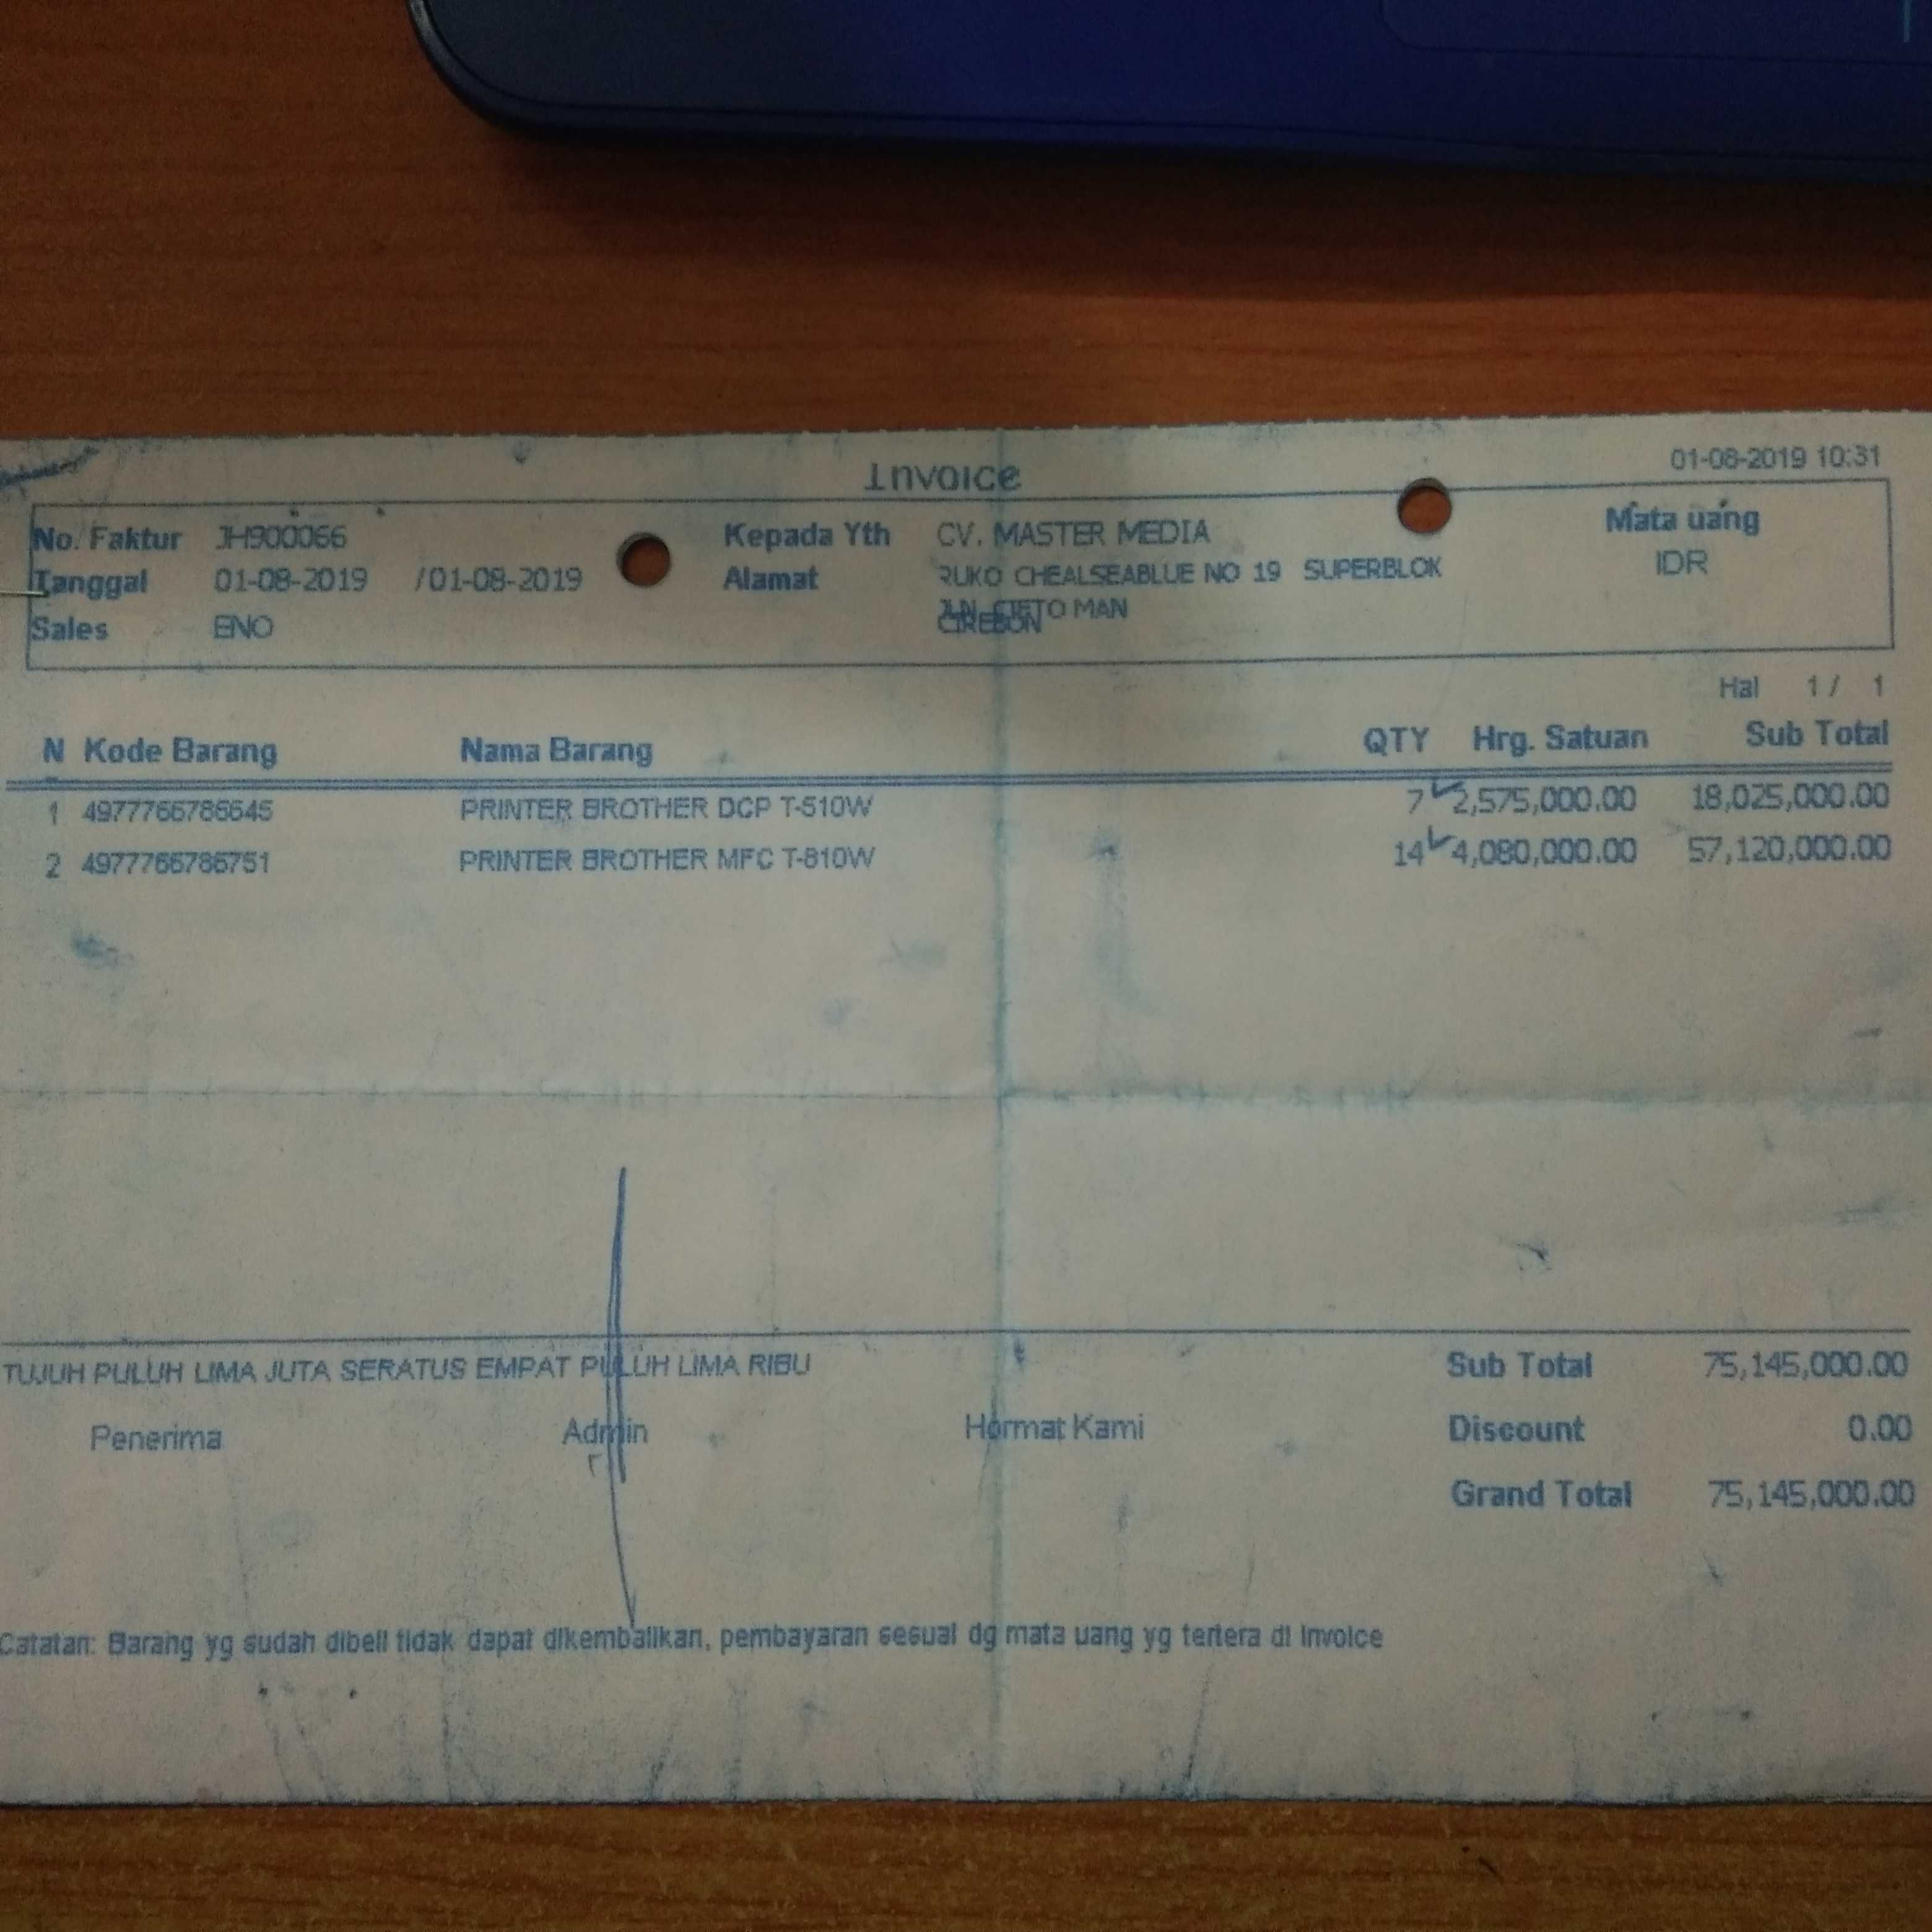 Invoice
01-08-2019 10:31
No. Faktur JH900066 Kepada Yth CV. MASTER MEDIA Mata uang
Tanggal 01-08-2019 /01-08-2019 Alamat RUKO CHEALSEABLUE NO 19 SUPERBLOK IDR
TO MAN
Sales ENO CIREBON
Hal 1 / 1
N Kode Barang Nama Barang QTY Hrg. Satuan Sub Total
1 4977766785645 PRINTER BROTHER DCP T-510W 7 2,575,000.00 18,025,000.00
2 4977766786751 PRINTER BROTHER MFC T-810W 14 4,080,000.00 57,120,000.00
TUJUH PULUH LIMA JUTA SERATUS EMPAT PULUH LIMA RIBU Sub Total 75,145,000.00
Penerima Admin Hormat Kami Discount 0.00
Grand Total 75,145,000.00
Catatan: Barang yg sudah dibeli tidak dapat dikembalikan, pembayaran sesuai dg mata uang yg tertera di invoice